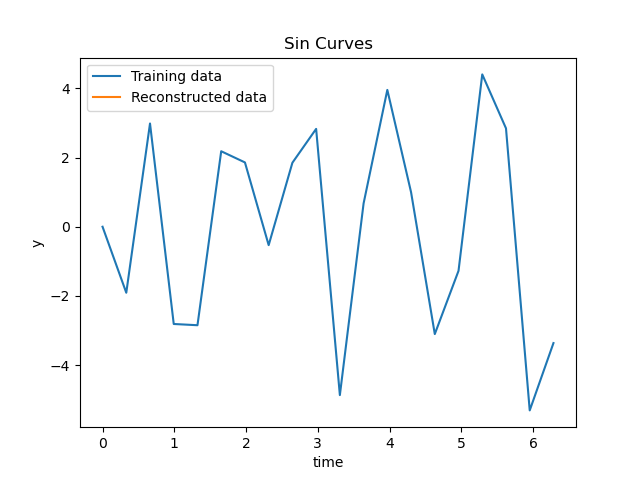 Sin Curves
Training data
Reconstructed data
4
2
0
−2
−4
y
0 1 2 3 4 5 6
time